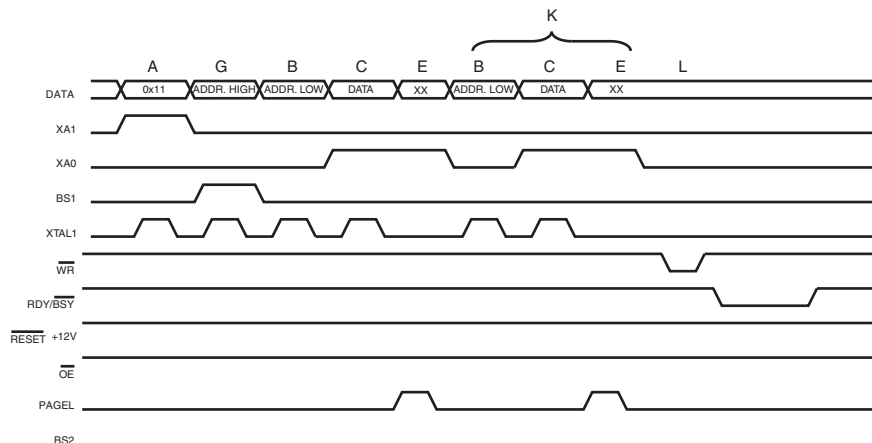 K
A G B C E B C E L
DATA 0x11 ADDR. HIGH ADDR. LOW DATA XX ADDR. LOW DATA XX
XA1
XA0
BS1
XTAL1
WR
RDY/BSY
RESET +12V
OE
PAGEL
BS2